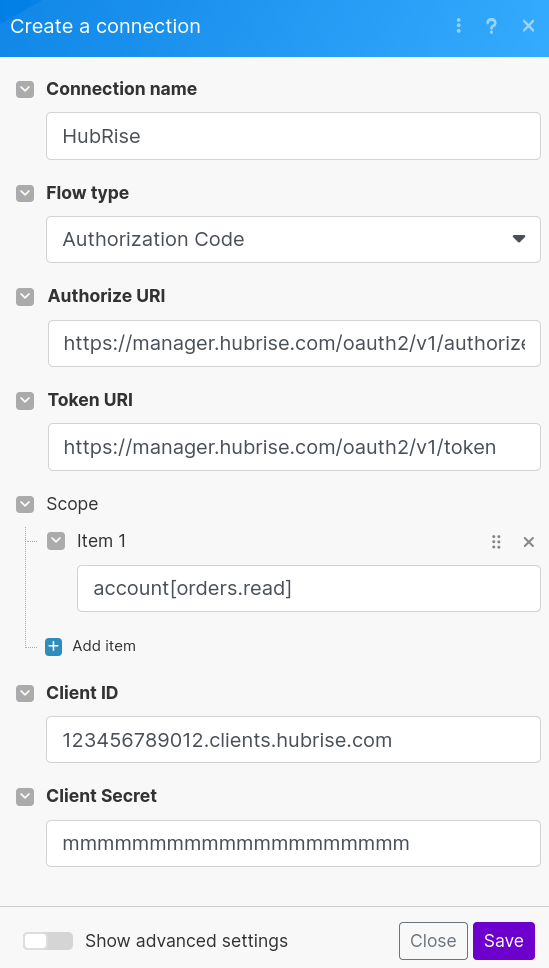 Create a connection
Connection name
HubRise
Flow type
Authorization Code
Authorize URI
https://manager.hubrise.com/oauth2/v1/authorize
Token URI
https://manager.hubrise.com/oauth2/v1/token
Scope
Item 1
account[orders.read]
Add item
Client ID
123456789012.clients.hubrise.com
Client Secret
mmmmmmmmmmmmmmmmmmmm
Show advanced settings
Close
Save